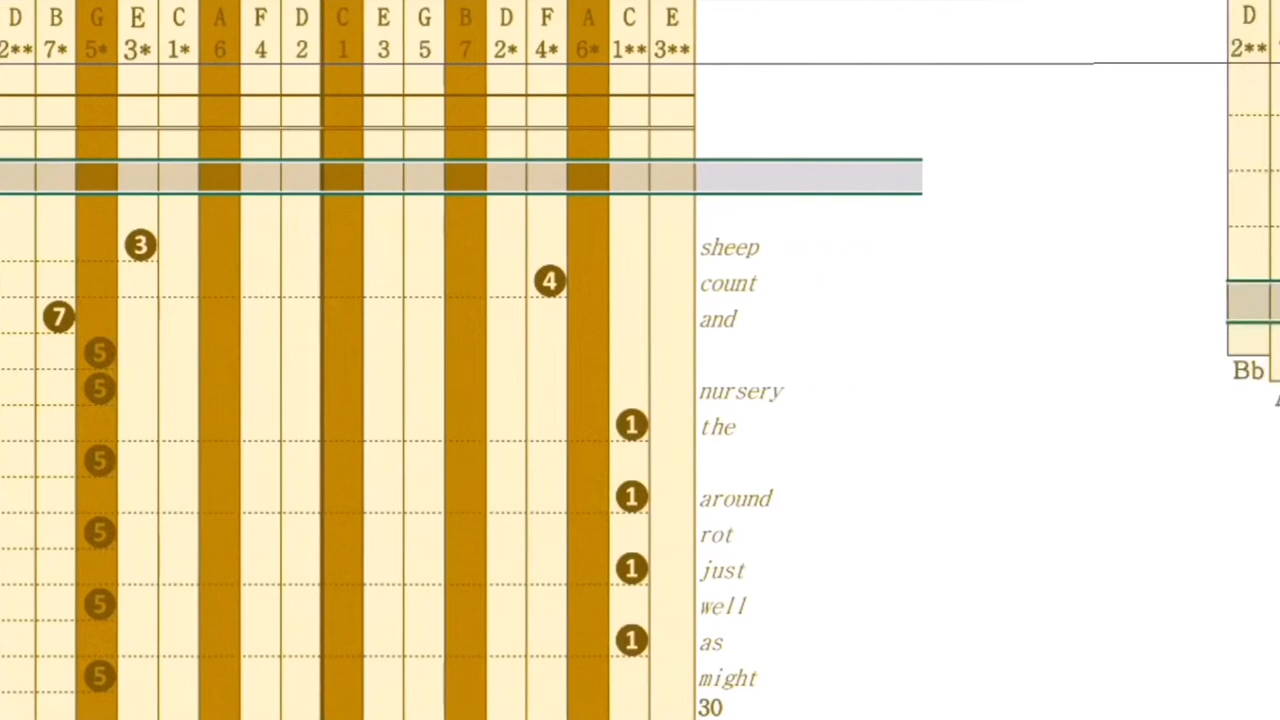 D B G E C A F D C E G B D F A C E D
2** 7* 5* 3* 1* 6 4 2 1 3 5 7 2* 4* 6* 1** 3** 2**
3 sheep
4 count
7 and
5
5 nursery
1 the
5
1 around
5 rot
1 just
5 well
1 as
5 might
30
Bb